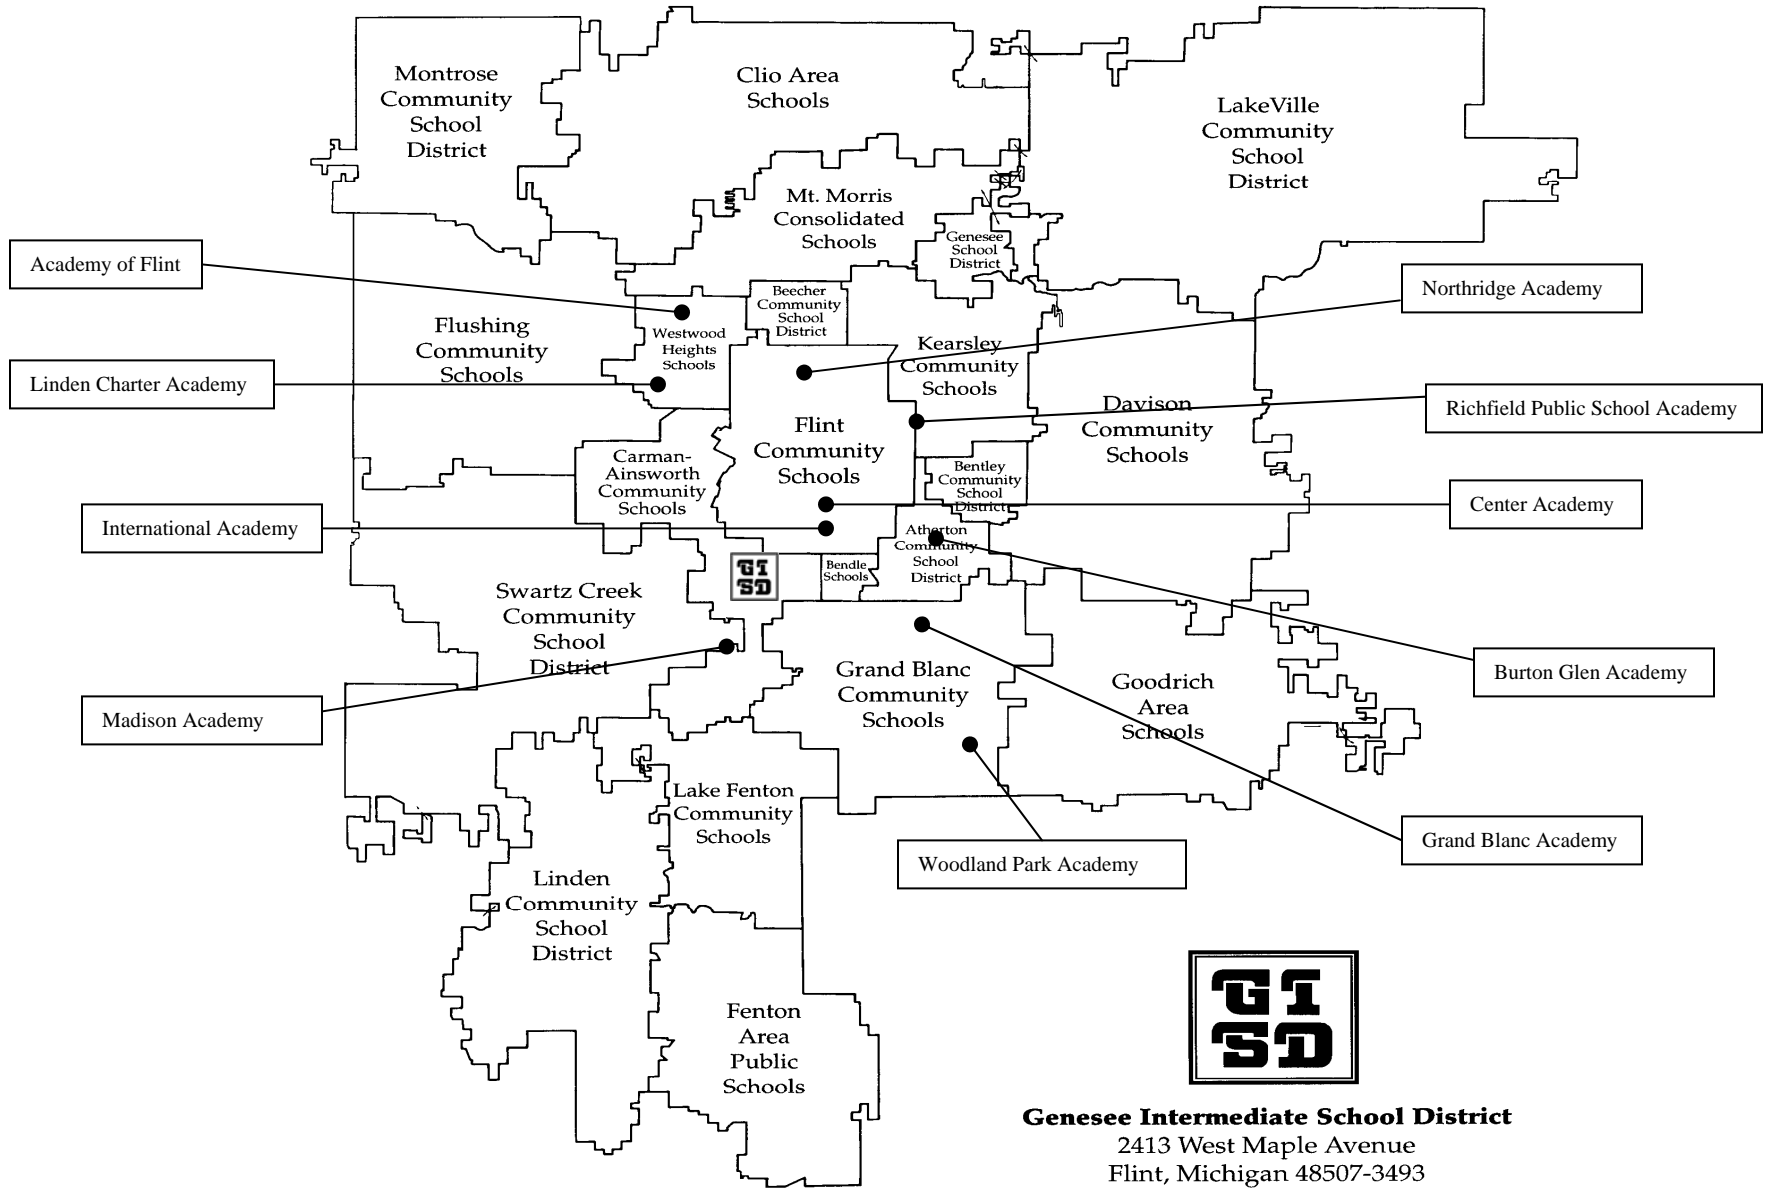 Montrose
Community
School
District
Clio Area
Schools
LakeVille
Community
School
District
Mt. Morris
Consolidated
Schools
Genesee
School
District
Academy of Flint
Northridge Academy
Beecher
Community
School
District
Flushing
Community
Schools
Westwood
Heights
Schools
Kearsley
Community
Schools
Linden Charter Academy
Richfield Public School Academy
Davison
Community
Schools
Flint
Community
Schools
Carman-
Ainsworth
Community
Schools
Bentley
Community
School
District
Center Academy
International Academy
Atherton
Community
School
District
Bendle
Schools
GI
SD
Swartz Creek
Community
School
District
Burton Glen Academy
Grand Blanc
Community
Schools
Goodrich
Area
Schools
Madison Academy
Lake Fenton
Community
Schools
Grand Blanc Academy
Woodland Park Academy
Linden
Community
School
District
Fenton
Area
Public
Schools
GI
SD
Genesee Intermediate School District
2413 West Maple Avenue
Flint, Michigan 48507-3493